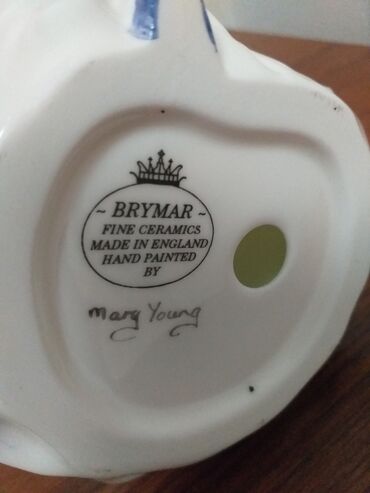 ~ BRYMAR ~
FINE CERAMICS
MADE IN ENGLAND
HAND PAINTED
BY
Mary Young